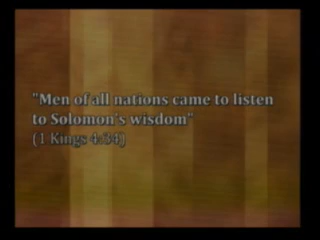 "Men of all nations came to listen
to Solomon's wisdom"
(1 Kings 4:34)